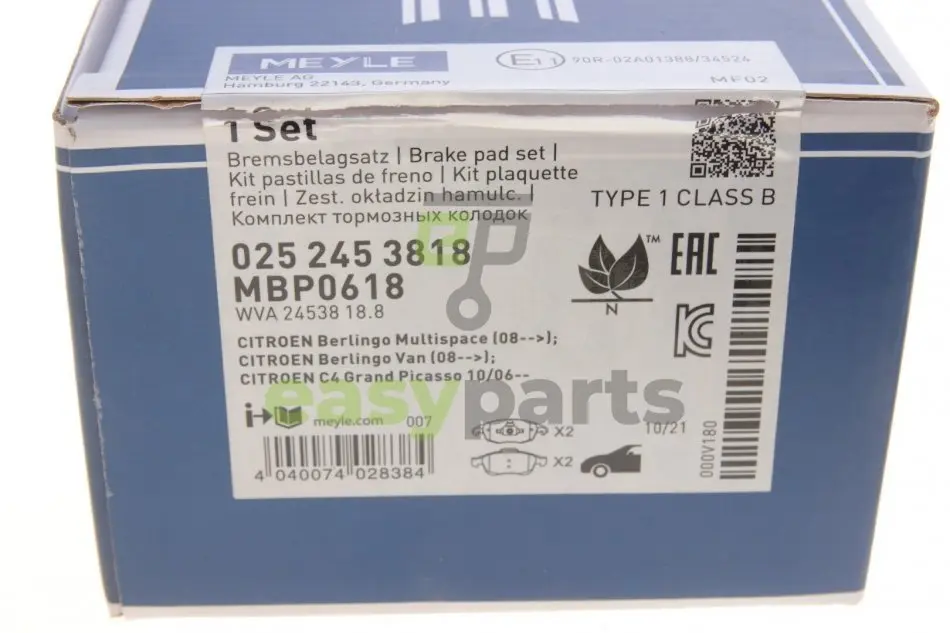 MEYLE
MEYLE AG
Hamburg 22143, Germany
E11 90R-02A01388/34524
MF02
1 Set
Bremsbelagsatz | Brake pad set |
Kit pastillas de freno | Kit plaquette
frein | Zest. okładzin hamulc. |
Комплект тормозных колодок
TYPE 1 CLASS B
025 245 3818
MBP0618
WVA 24538 18.8
™
N
EAC
KC
CITROEN Berlingo Multispace (08-->);
CITROEN Berlingo Van (08-->);
CITROEN C4 Grand Picasso 10/06--
ep
easyparts
i
meyle.com 007
4 040074 028384
X2
X2
10/21
000V180